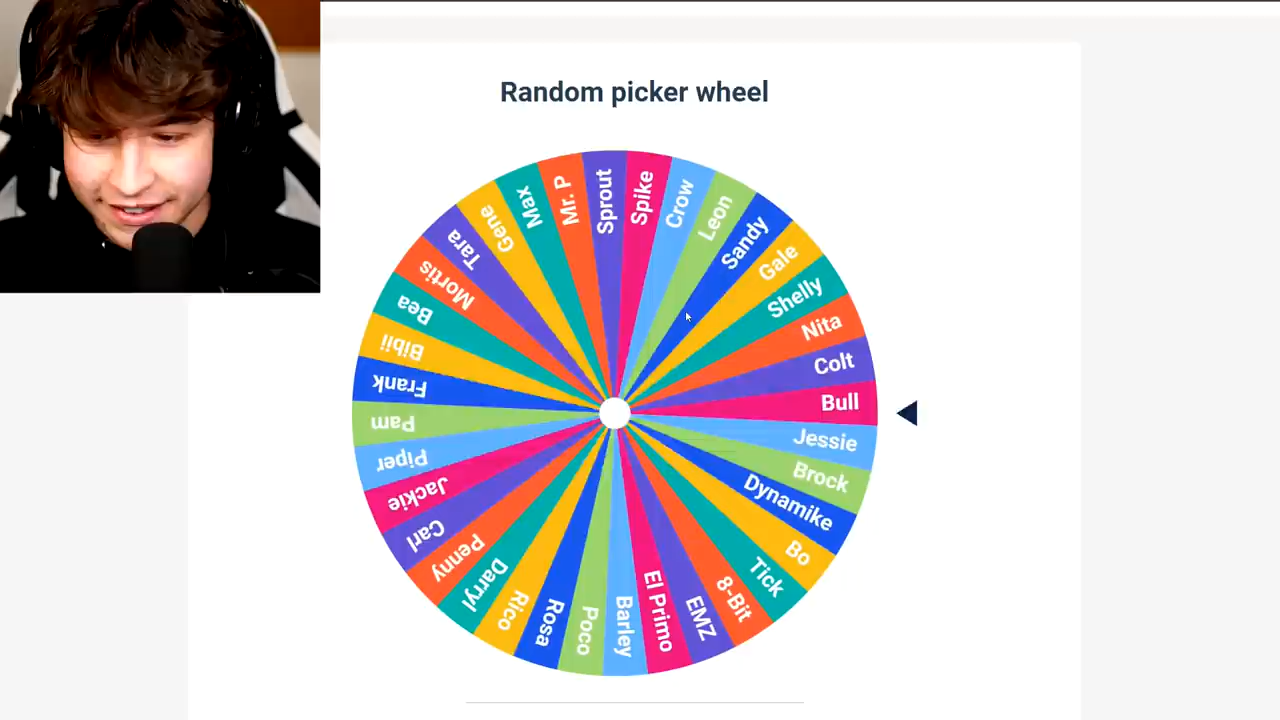 Random picker wheel
Spike
Crow
Leon
Sandy
Gale
Shelly
Nita
Colt
Bull
Jessie
Brock
Dynamike
Bo
Tick
8-Bit
EMZ
El Primo
Barley
Poco
Rosa
Rico
Darryl
Penny
Carl
Jackie
Piper
Pam
Frank
Bibii
Bea
Mortis
Tara
Gene
Max
Mr. P
Sprout